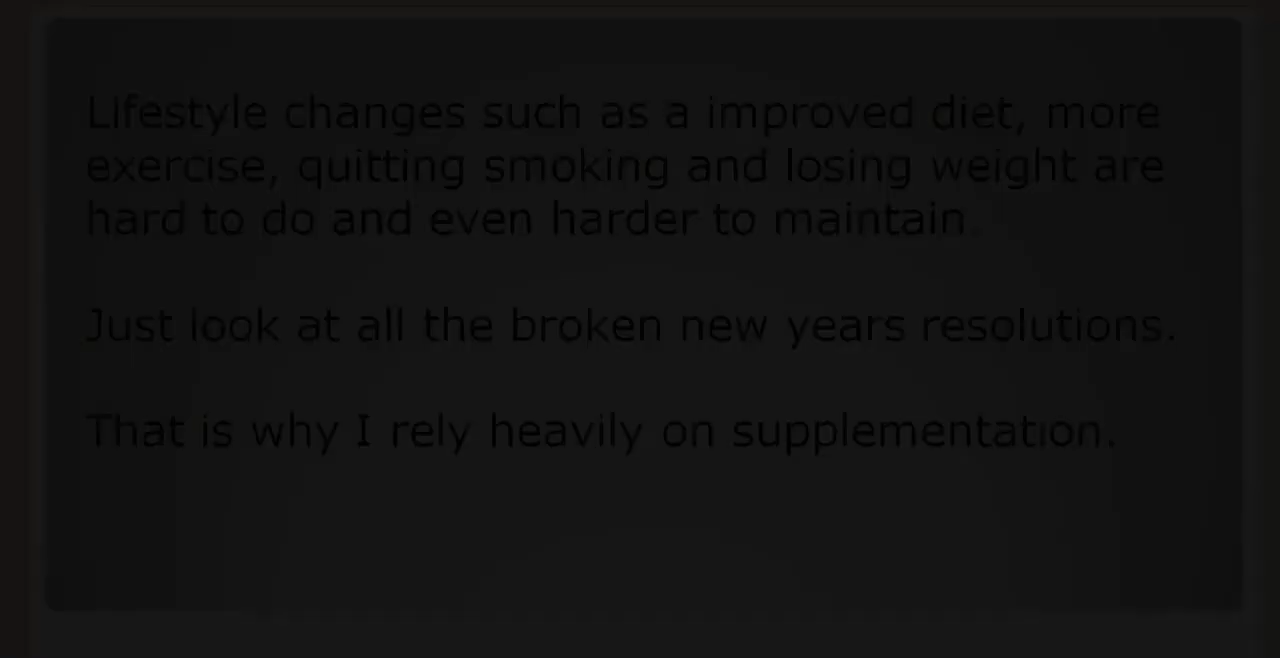 Lifestyle changes such as a improved diet, more
exercise, quitting smoking and losing weight are
hard to do and even harder to maintain.
Just look at all the broken new years resolutions.
That is why I rely heavily on supplementation.